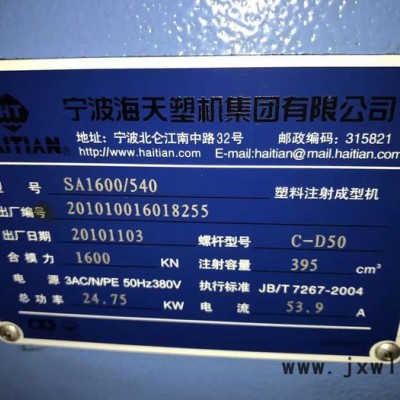 HT 宁波海天塑机集团有限公司
HAITIAN 地址: 宁波北仑江南中路32号 邮政编码: 315821
http://www.haitian.com E-mail:haitian@mail.haitian.com
型 号 SA1600/540 塑料注射成型机
出厂编号 201010016018255
出厂日期 20101103 螺杆型号 C-D50
合模力 1600 KN 注射容量 395 cm³
电 源 3AC/N/PE 50Hz380V 执行标准 JB/T7267-2004
总功率 24.75 KW 电 流 53.9 A